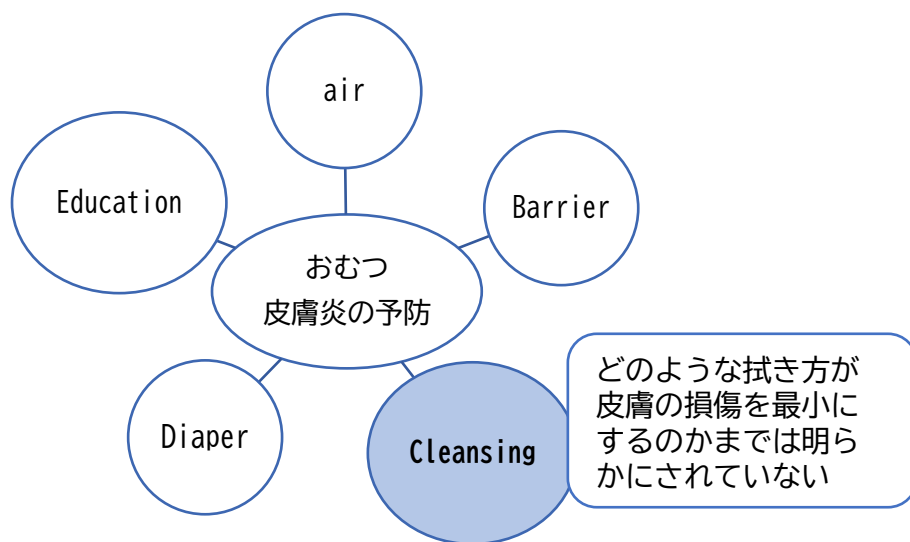 air
Education
Barrier
おむつ
皮膚炎の予防
Diaper
Cleansing
どのような拭き方が
皮膚の損傷を最小に
するのかまでは明ら
かにされていない